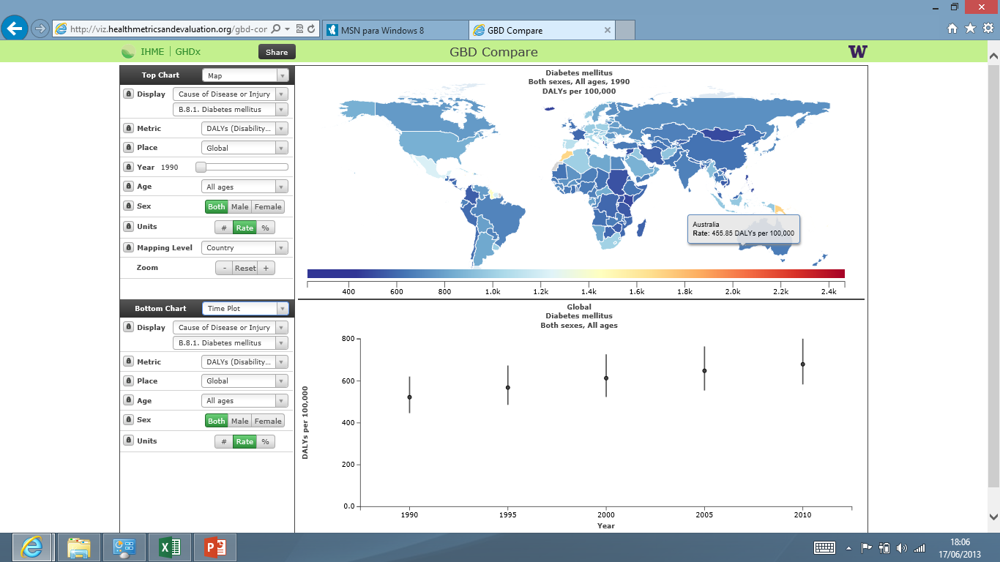 http://viz.healthmetricsandevaluation.org/gbd-cor
MSN para Windows 8
GBD Compare
IHME | GHDx
Share
GBD Compare
W
Top Chart Map
Display Cause of Disease or Injury
B.8.1. Diabetes mellitus
Metric DALYs (Disability...
Place Global
Year 1990
Age All ages
Sex Both Male Female
Units # Rate %
Mapping Level Country
Zoom - Reset +
Diabetes mellitus
Both sexes, All ages, 1990
DALYs per 100,000
Australia
Rate: 455.85 DALYs per 100,000
400 600 800 1.0k 1.2k 1.4k 1.6k 1.8k 2.0k 2.2k 2.4k
Bottom Chart Time Plot
Display Cause of Disease or Injury
B.8.1. Diabetes mellitus
Metric DALYs (Disability...
Place Global
Age All ages
Sex Both Male Female
Units # Rate %
Global
Diabetes mellitus
Both sexes, All ages
DALYs per 100,000
800
600
400
200
0.0
1990 1995 2000 2005 2010
Year
18:06
17/06/2013